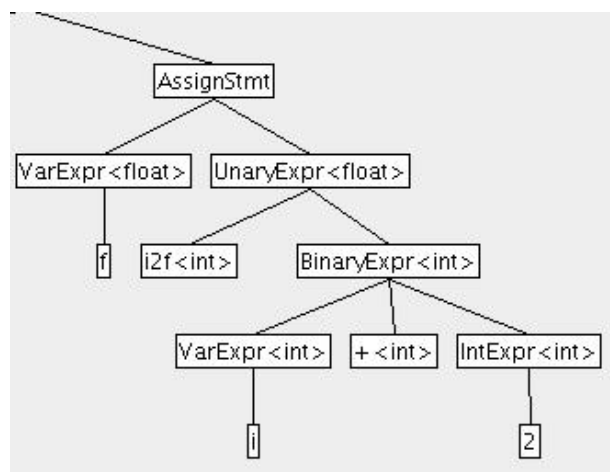 AssignStmt
VarExpr<float> UnaryExpr<float>
f i2f<int> BinaryExpr<int>
VarExpr<int> +<int> IntExpr<int>
i 2